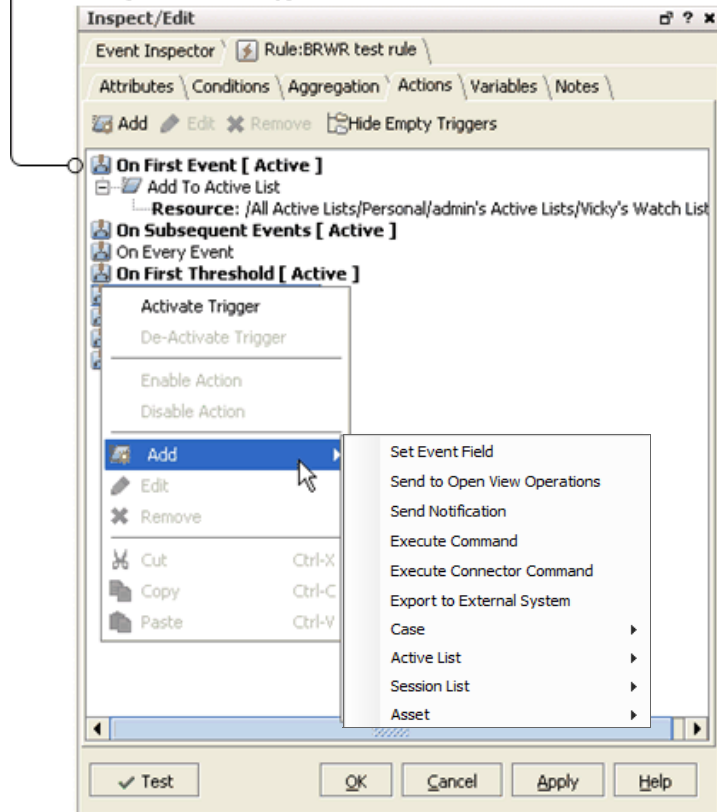 Inspect/Edit
Event Inspector Rule:BRWR test rule
Attributes Conditions Aggregation Actions Variables Notes
Add Edit Remove Hide Empty Triggers
On First Event [ Active ]
Add To Active List
Resource: /All Active Lists/Personal/admin's Active Lists/Vicky's Watch List
On Subsequent Events [ Active ]
On Every Event
On First Threshold [ Active ]
Activate Trigger
De-Activate Trigger
Enable Action
Disable Action
Add
Edit
Remove
Cut Ctrl-X
Copy Ctrl-C
Paste Ctrl-V
Set Event Field
Send to Open View Operations
Send Notification
Execute Command
Execute Connector Command
Export to External System
Case
Active List
Session List
Asset
Test OK Cancel Apply Help